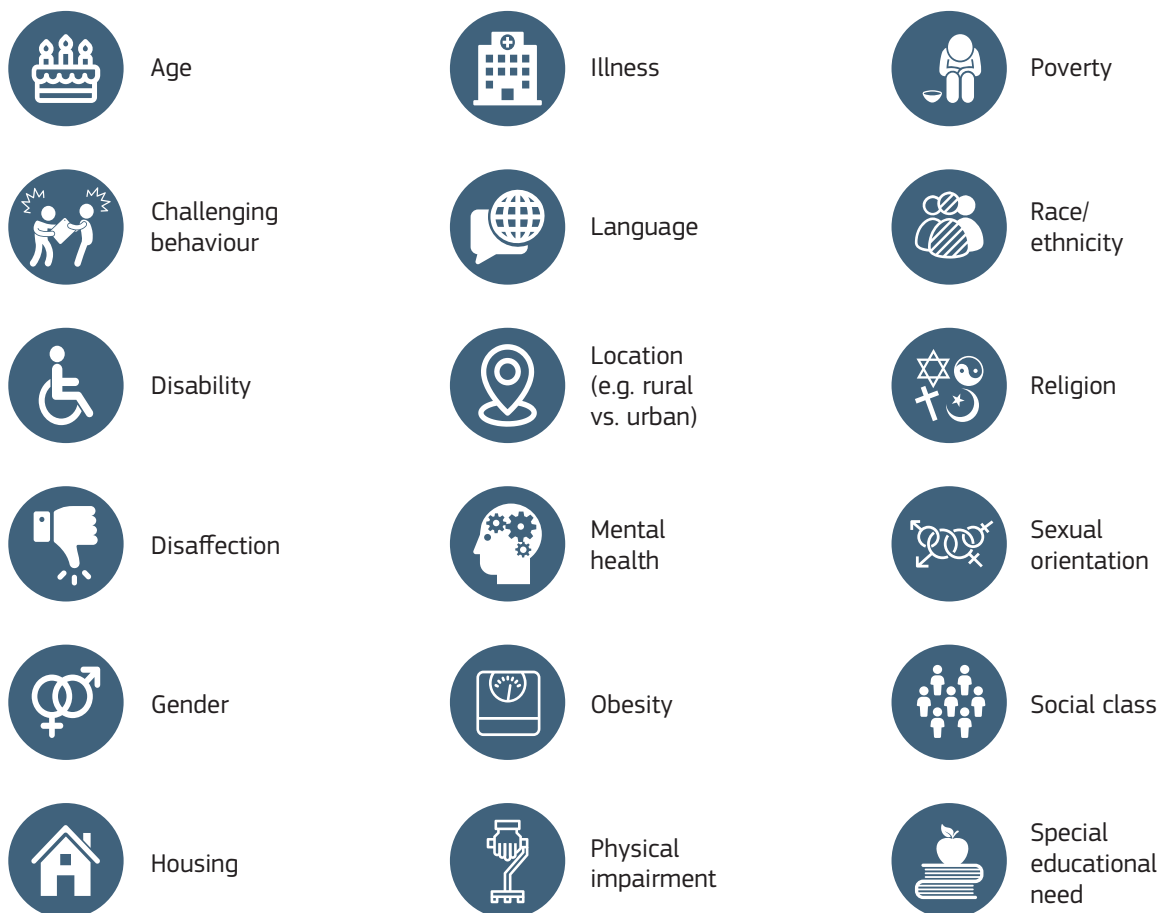 Age
Challenging
behaviour
Disability
Disaffection
Gender
Housing
Illness
Language
Location
(e.g. rural
vs. urban)
Mental
health
Obesity
Physical
impairment
Poverty
Race/
ethnicity
Religion
Sexual
orientation
Social class
Special
educational
need